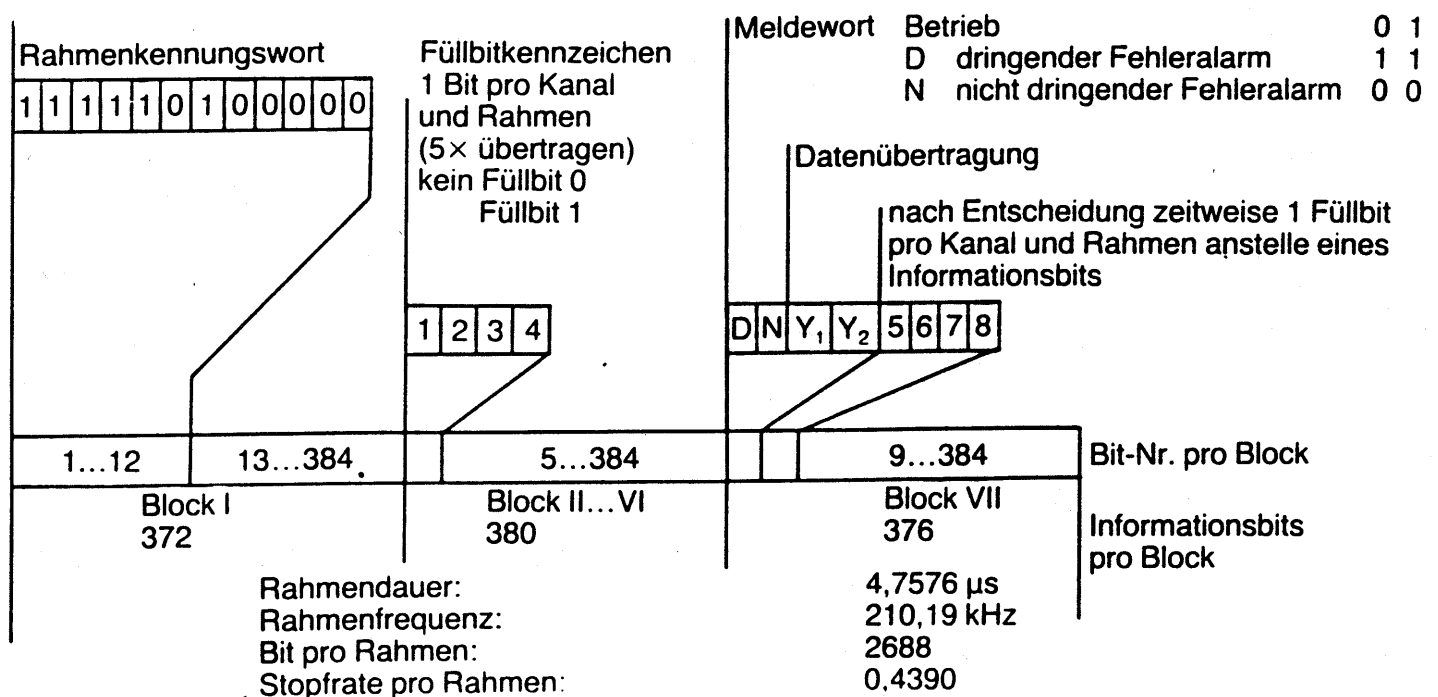 Rahmenkennungswort
1 1 1 1 1 0 1 0 0 0 0 0
Füllbitkennzeichen
1 Bit pro Kanal
und Rahmen
(5× übertragen)
kein Füllbit 0
Füllbit 1
Meldewort Betrieb 0 1
D dringender Fehleralarm 1 1
N nicht dringender Fehleralarm 0 0
Datenübertragung
nach Entscheidung zeitweise 1 Füllbit
pro Kanal und Rahmen anstelle eines
Informationsbits
1 2 3 4
D N Y₁ Y₂ 5 6 7 8
1...12 13...384 5...384 9...384 Bit-Nr. pro Block
Block I Block II...VI Block VII
372 380 376 Informationsbits
pro Block
Rahmendauer: 4,7576 µs
Rahmenfrequenz: 210,19 kHz
Bit pro Rahmen: 2688
Stopfrate pro Rahmen: 0,4390